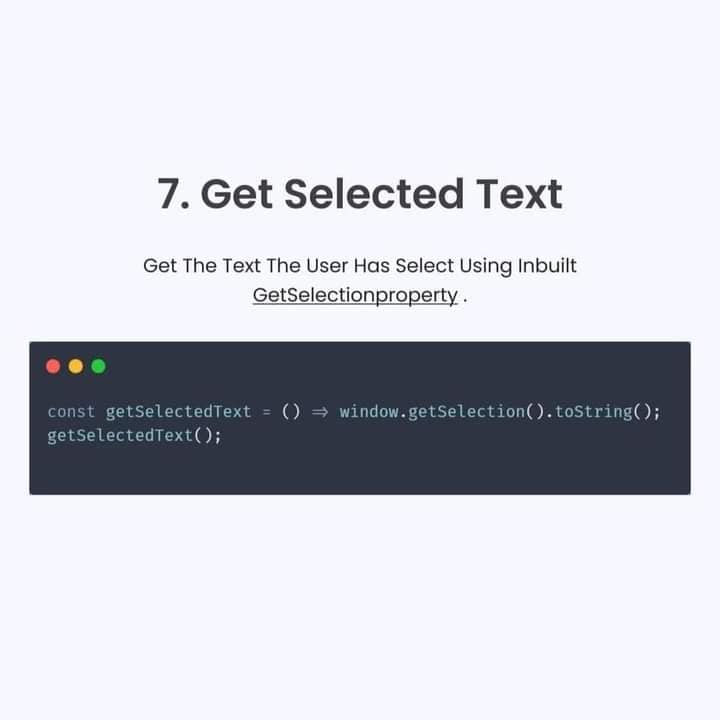 7. Get Selected Text
Get The Text The User Has Select Using Inbuilt
GetSelectionproperty .
const getSelectedText = () => window.getSelection().toString();
getSelectedText();